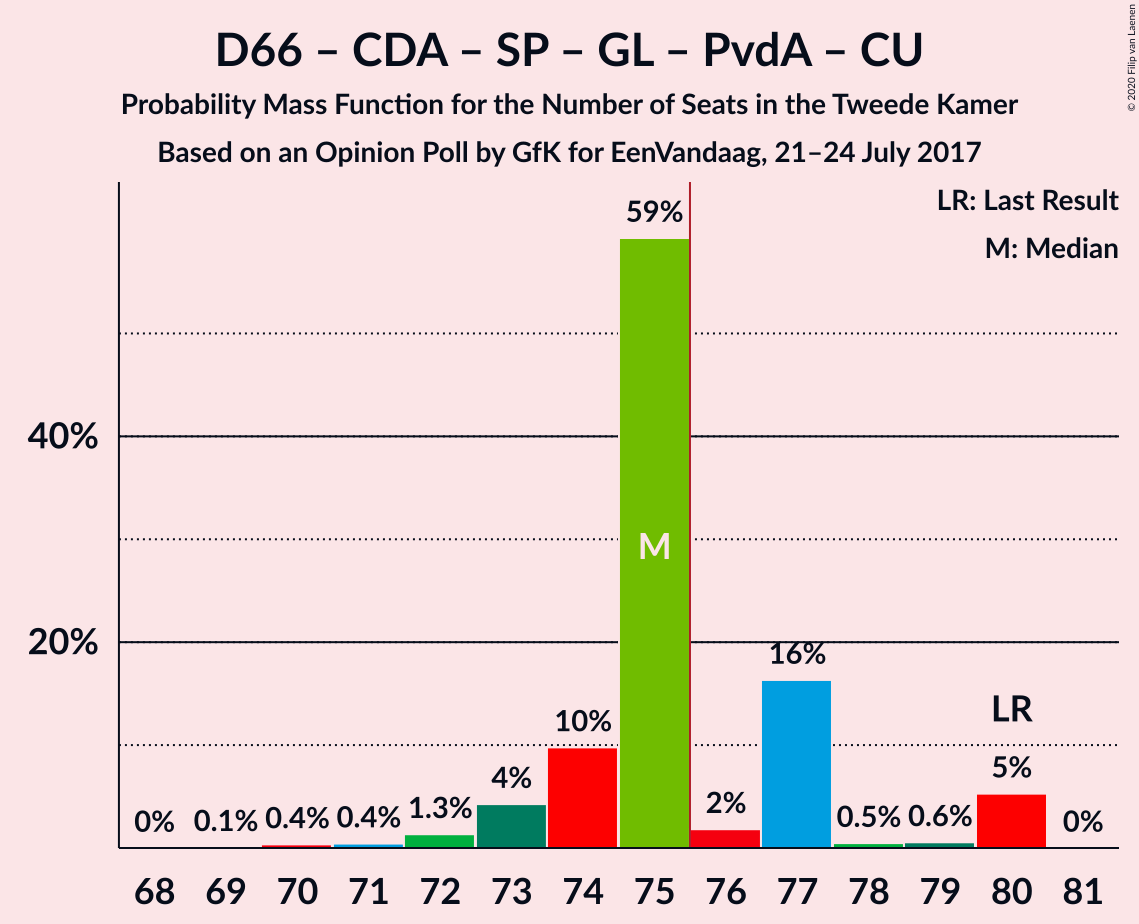 D66 – CDA – SP – GL – PvdA – CU
Probability Mass Function for the Number of Seats in the Tweede Kamer
Based on an Opinion Poll by GfK for EenVandaag, 21–24 July 2017
© 2020 Filip van Laenen
LR: Last Result
M: Median
59%
40%
M
20%
16%
LR
10%
5%
4%
2%
0% 0.1% 0.4% 0.4% 1.3% 0.5% 0.6% 0%
68 69 70 71 72 73 74 75 76 77 78 79 80 81